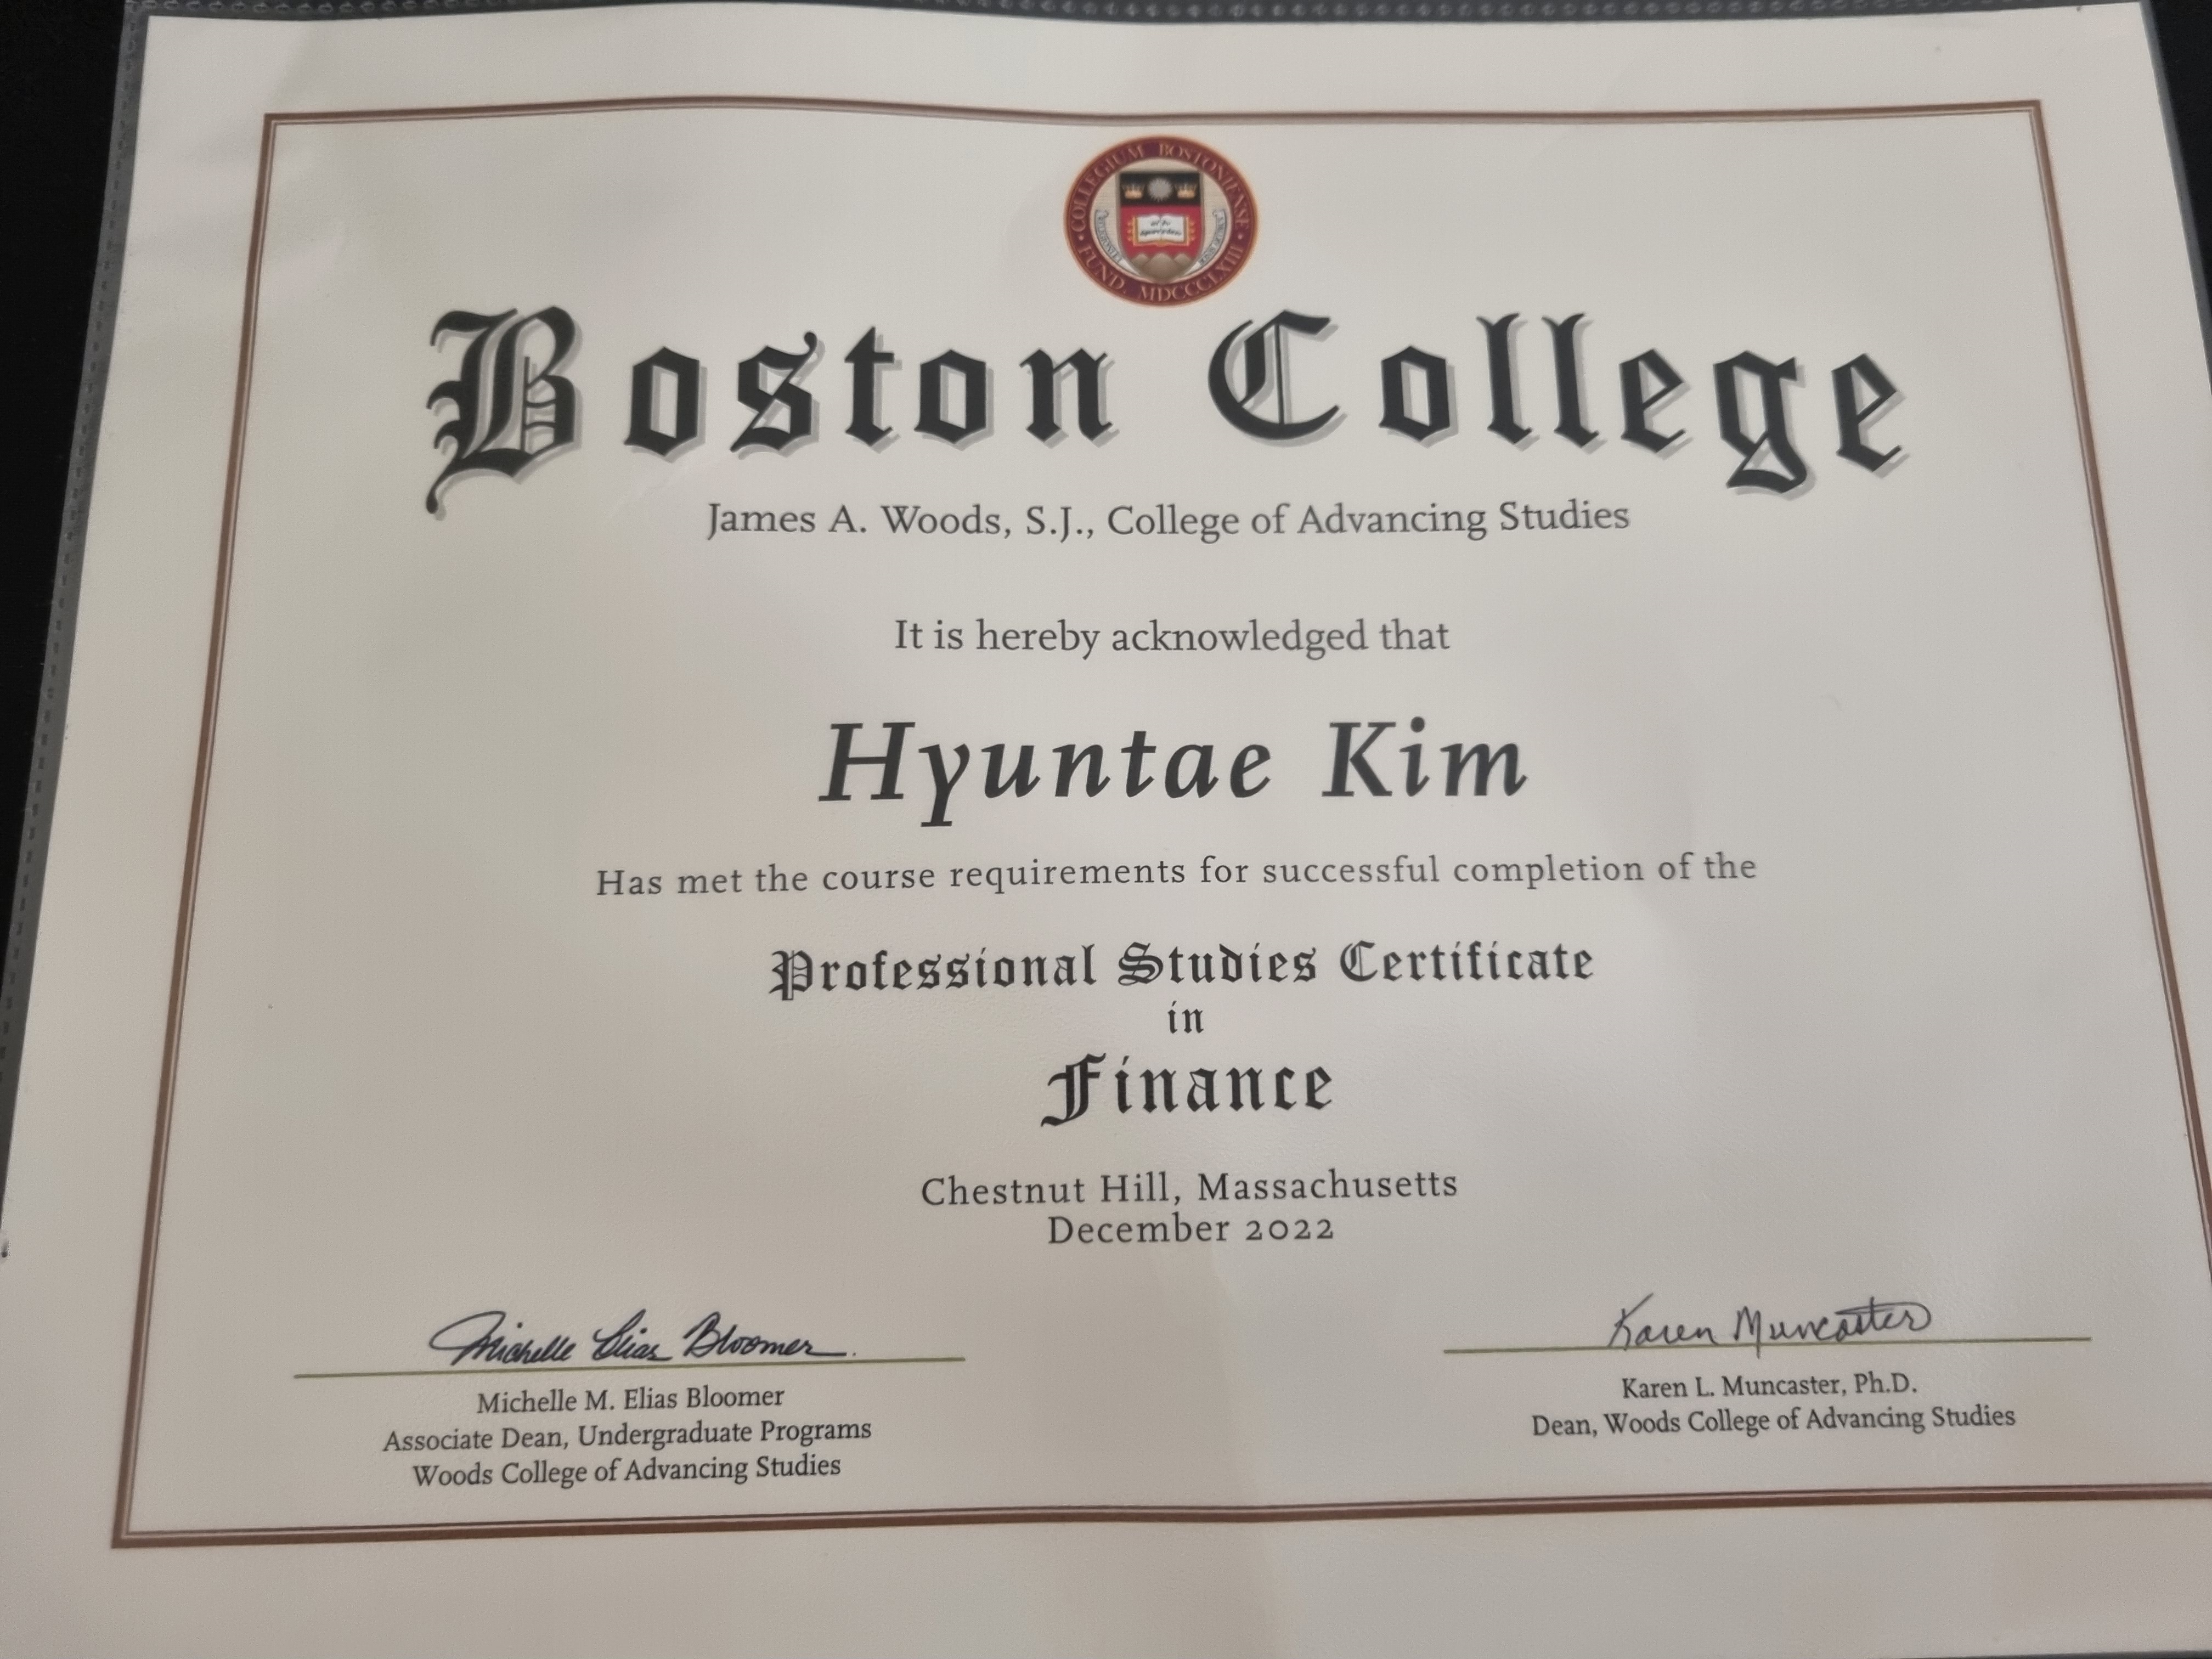 COLLEGIUM BOSTONIENSE
FUND. MDCCCLXIII
Boston College
James A. Woods, S.J., College of Advancing Studies
It is hereby acknowledged that
Hyuntae Kim
Has met the course requirements for successful completion of the
Professional Studies Certificate
in
Finance
Chestnut Hill, Massachusetts
December 2022
Michelle Elias Bloomer
Michelle M. Elias Bloomer
Associate Dean, Undergraduate Programs
Woods College of Advancing Studies
Karen Muncaster
Karen L. Muncaster, Ph.D.
Dean, Woods College of Advancing Studies